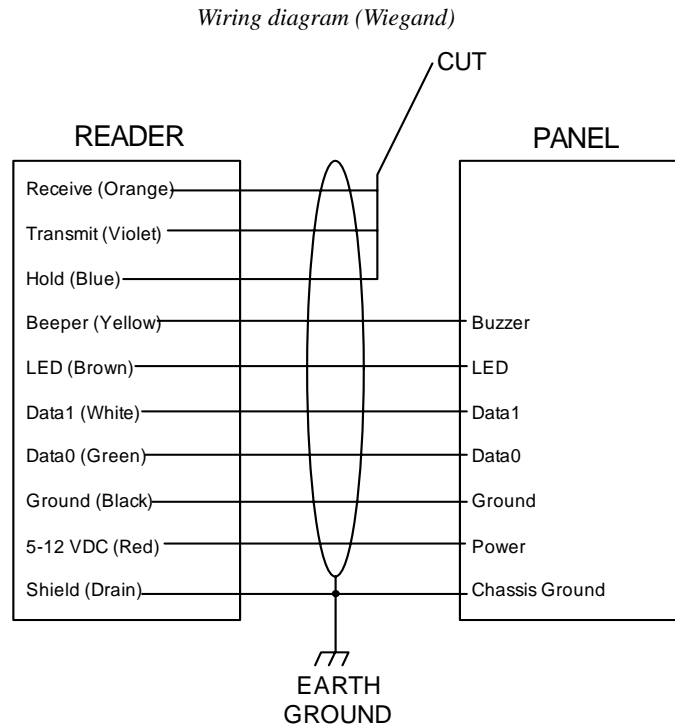 Wiring diagram (Wiegand)
CUT
READER
PANEL
Receive (Orange)
Transmit (Violet)
Hold (Blue)
Beeper (Yellow)
Buzzer
LED (Brown)
LED
Data1 (White)
Data1
Data0 (Green)
Data0
Ground (Black)
Ground
5-12 VDC (Red)
Power
Shield (Drain)
Chassis Ground
EARTH
GROUND